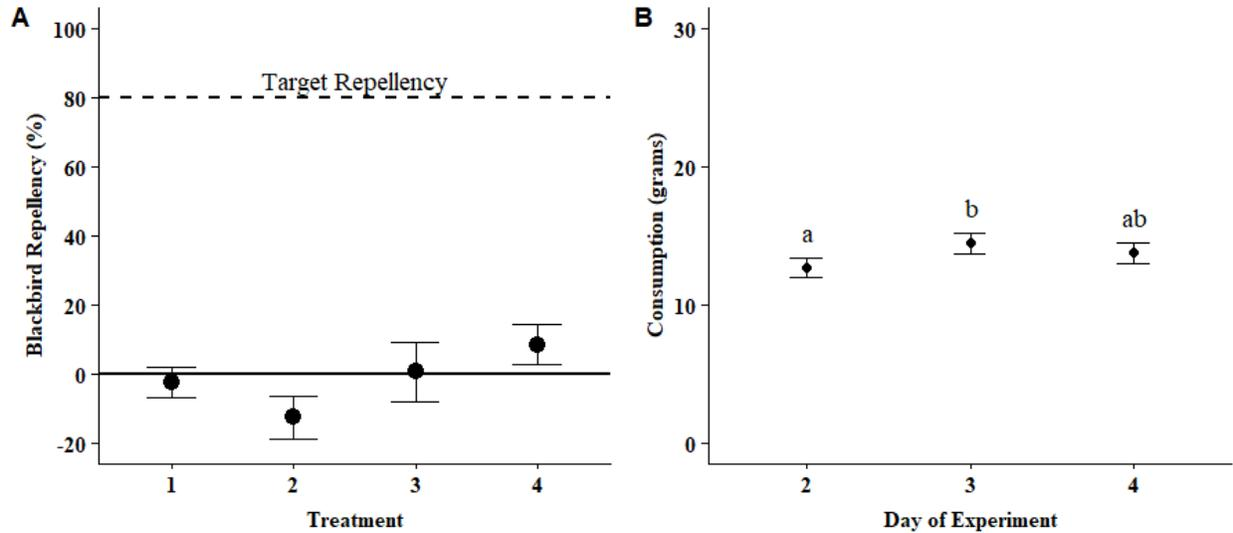 A
Blackbird Repellency (%)
100
80
60
40
20
0
-20
Target Repellency
1 2 3 4
Treatment
B
Consumption (grams)
30
20
10
0
a b ab
2 3 4
Day of Experiment